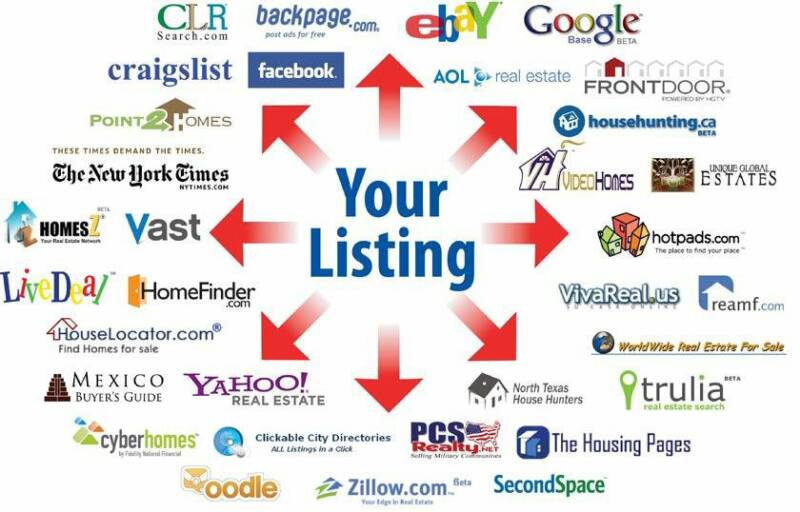 CLR
Search.com
backpage.com
post ads for free
ebaY
Google
Base BETA
craigslist
facebook
AOL real estate
FRONTDOOR
POWERED BY HGTV
POINT2HOMES
househunting.ca
BETA
THESE TIMES DEMAND THE TIMES.
The New York Times
NYTIMES.COM
VH VIDEOHOMES
UNIQUE GLOBAL
ESTATES
BETA
HOMESZ
Your Real Estate Network
Vast
Your
Listing
hotpads.com™
The place to find your place
LiveDeal™
HomeFinder
.com
VivaReal.us
reamf.com
HouseLocator.com®
Find Homes for sale
WorldWide Real Estate For Sale
MEXICO
BUYER'S GUIDE
YAHOO!
REAL ESTATE
North Texas
House Hunters
trulia BETA
real estate search
cyberhomes™
by Fidelity National Financial
Clickable City Directories
ALL Listings in a Click
PCS
Realty.NET
Selling Military Communities
The Housing Pages
oodle
Zillow.com Beta
Your Edge in Real Estate
SecondSpace™